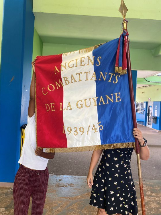 ANCIENS
COMBATTANTS
DE LA GUYANE
1939/45